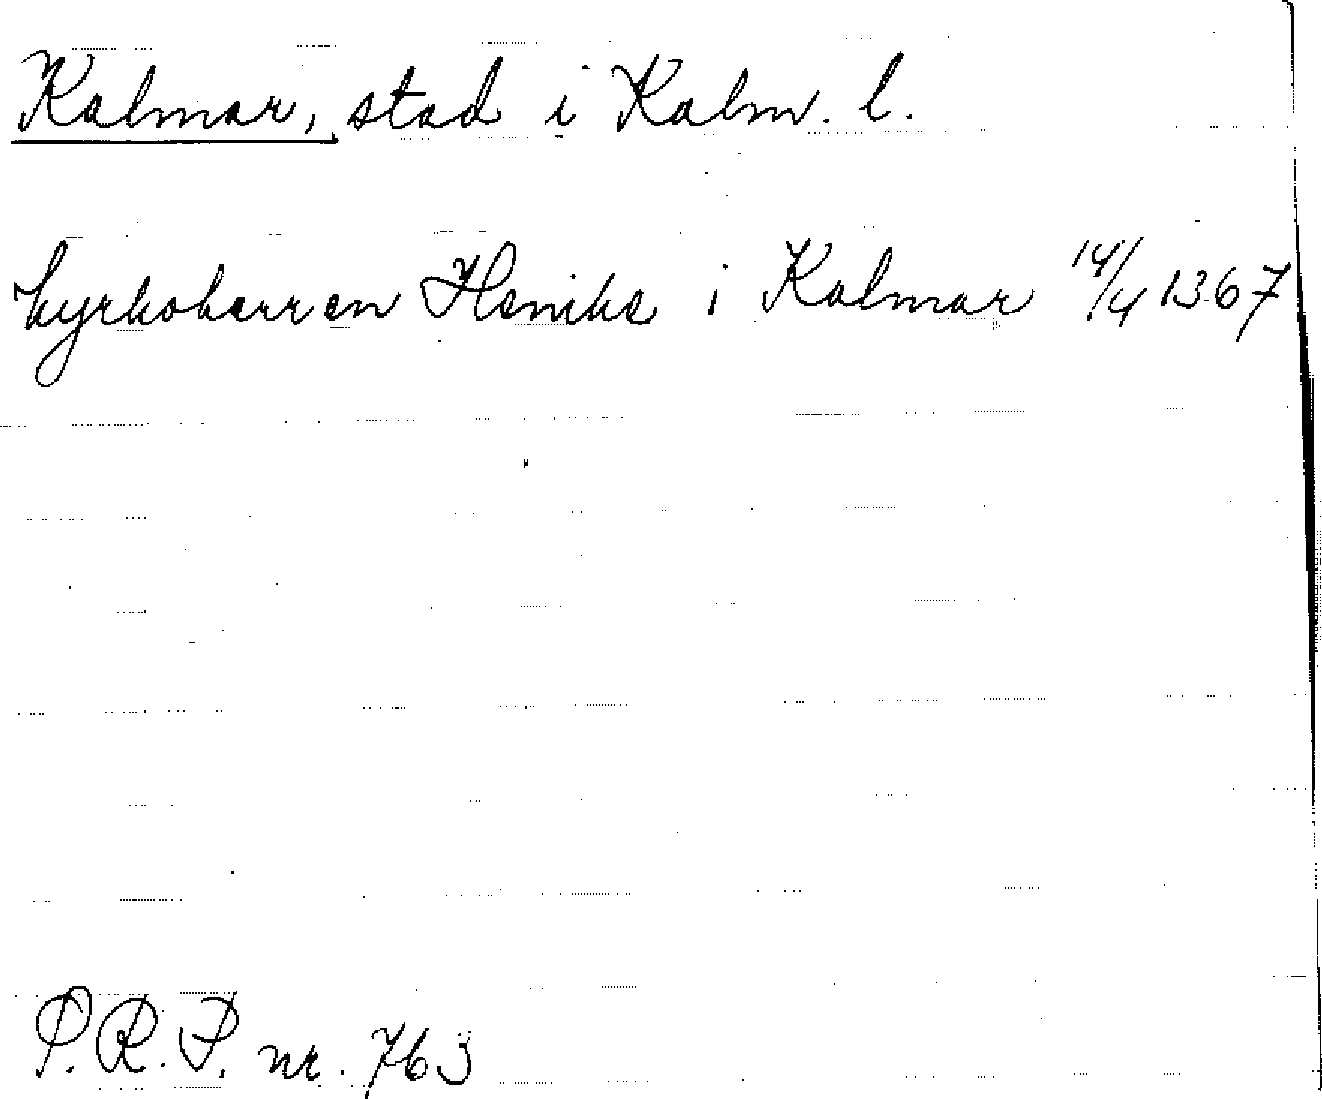 Kalmar, stad i Kalm. l.
kyrkoherren Henike i Kalmar 14/4 1367
P.R.P. nr. 763